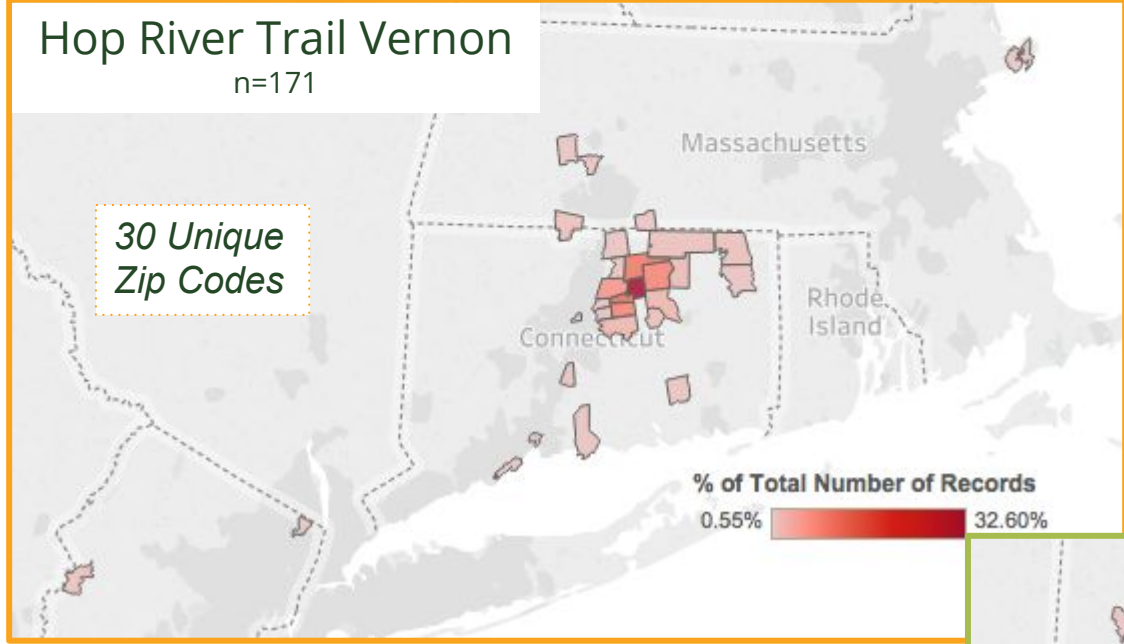 Hop River Trail Vernon
n=171
Massachusetts
30 Unique
Zip Codes
Rhode
Island
Connecticut
% of Total Number of Records
0.55% 32.60%